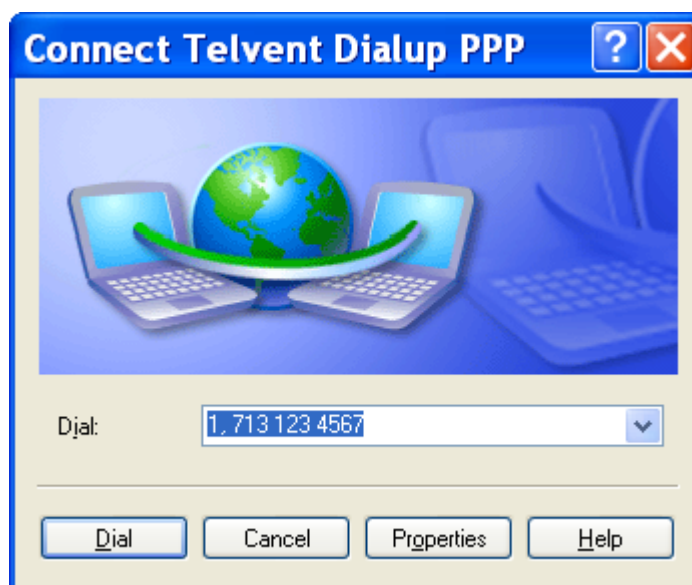 Connect Telvent Dialup PPP ?
Dial: 1, 713 123 4567
Dial Cancel Properties Help